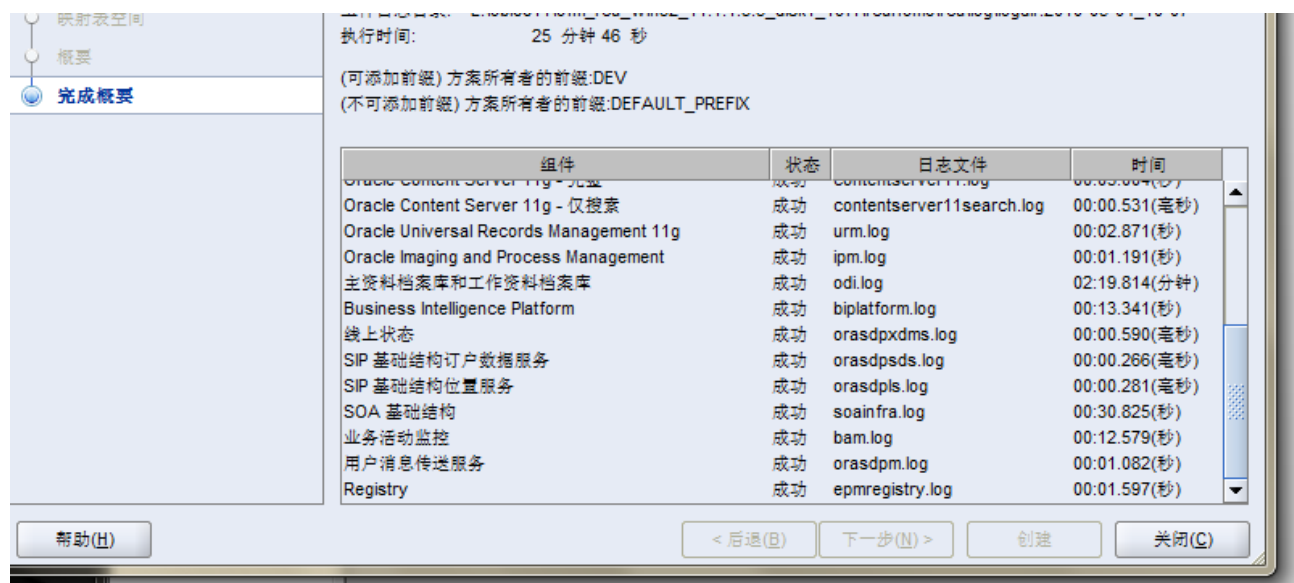 映射表空间
概要
完成概要
执行时间: 25 分钟 46 秒
(可添加前缀) 方案所有者的前缀:DEV
(不可添加前缀) 方案所有者的前缀:DEFAULT_PREFIX
组件 状态 日志文件 时间
Oracle Content Server 11g - 完整 成功 contentserver11.log
Oracle Content Server 11g - 仅搜索 成功 contentserver11search.log 00:00.531(毫秒)
Oracle Universal Records Management 11g 成功 urm.log 00:02.871(秒)
Oracle Imaging and Process Management 成功 ipm.log 00:01.191(秒)
主资料档案库和工作资料档案库 成功 odi.log 02:19.814(分钟)
Business Intelligence Platform 成功 biplatform.log 00:13.341(秒)
线上状态 成功 orasdpxdms.log 00:00.590(毫秒)
SIP 基础结构订户数据服务 成功 orasdpsds.log 00:00.266(毫秒)
SIP 基础结构位置服务 成功 orasdpls.log 00:00.281(毫秒)
SOA 基础结构 成功 soainfra.log 00:30.825(秒)
业务活动监控 成功 bam.log 00:12.579(秒)
用户消息传送服务 成功 orasdpm.log 00:01.082(秒)
Registry 成功 epmregistry.log 00:01.597(秒)
帮助(H) < 后退(B) 下一步(N) > 创建 关闭(C)